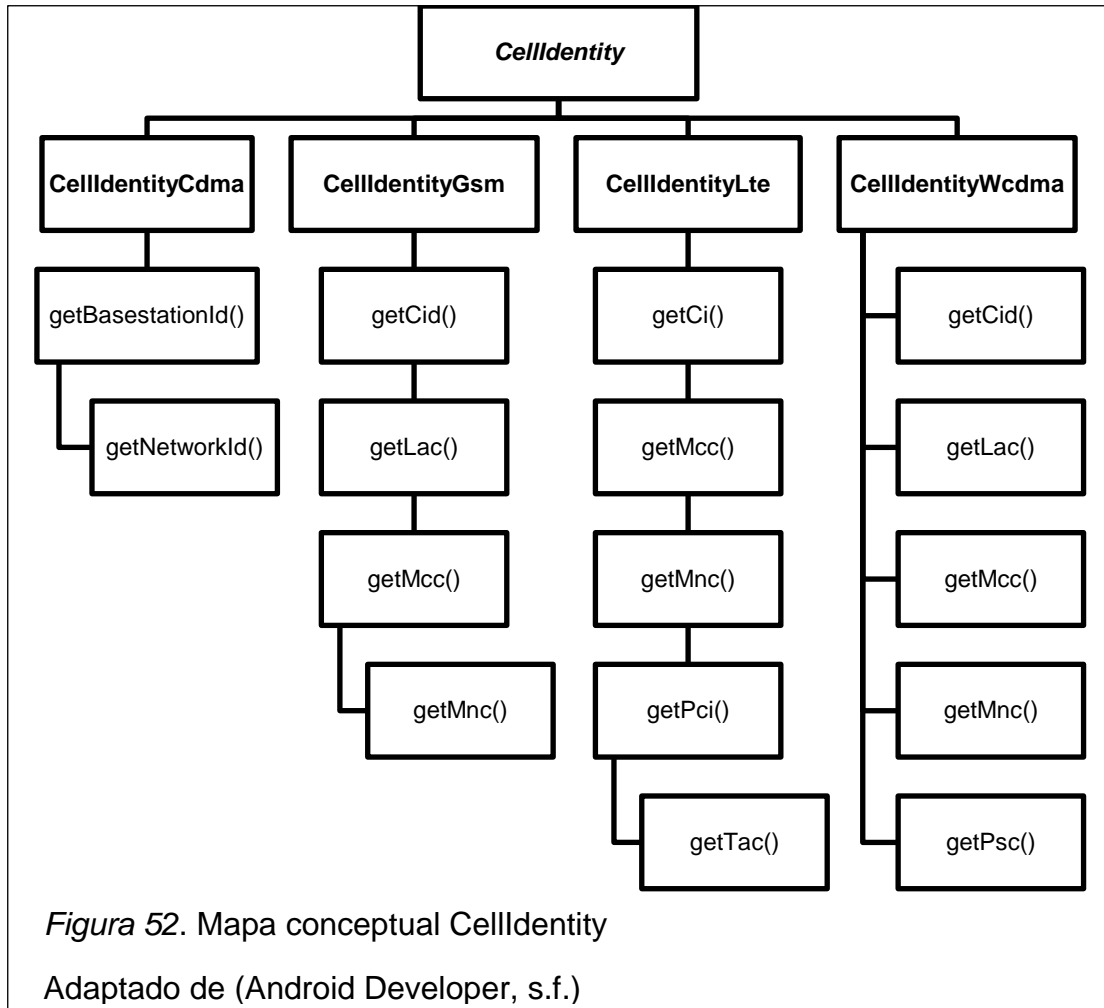 CellIdentity
CellIdentityCdma
CellIdentityGsm
CellIdentityLte
CellIdentityWcdma
getBasestationId()
getCid()
getCi()
getCid()
getNetworkId()
getLac()
getMcc()
getLac()
getMcc()
getMnc()
getMcc()
getMnc()
getPci()
getMnc()
getTac()
getPsc()
Figura 52. Mapa conceptual CellIdentity
Adaptado de (Android Developer, s.f.)